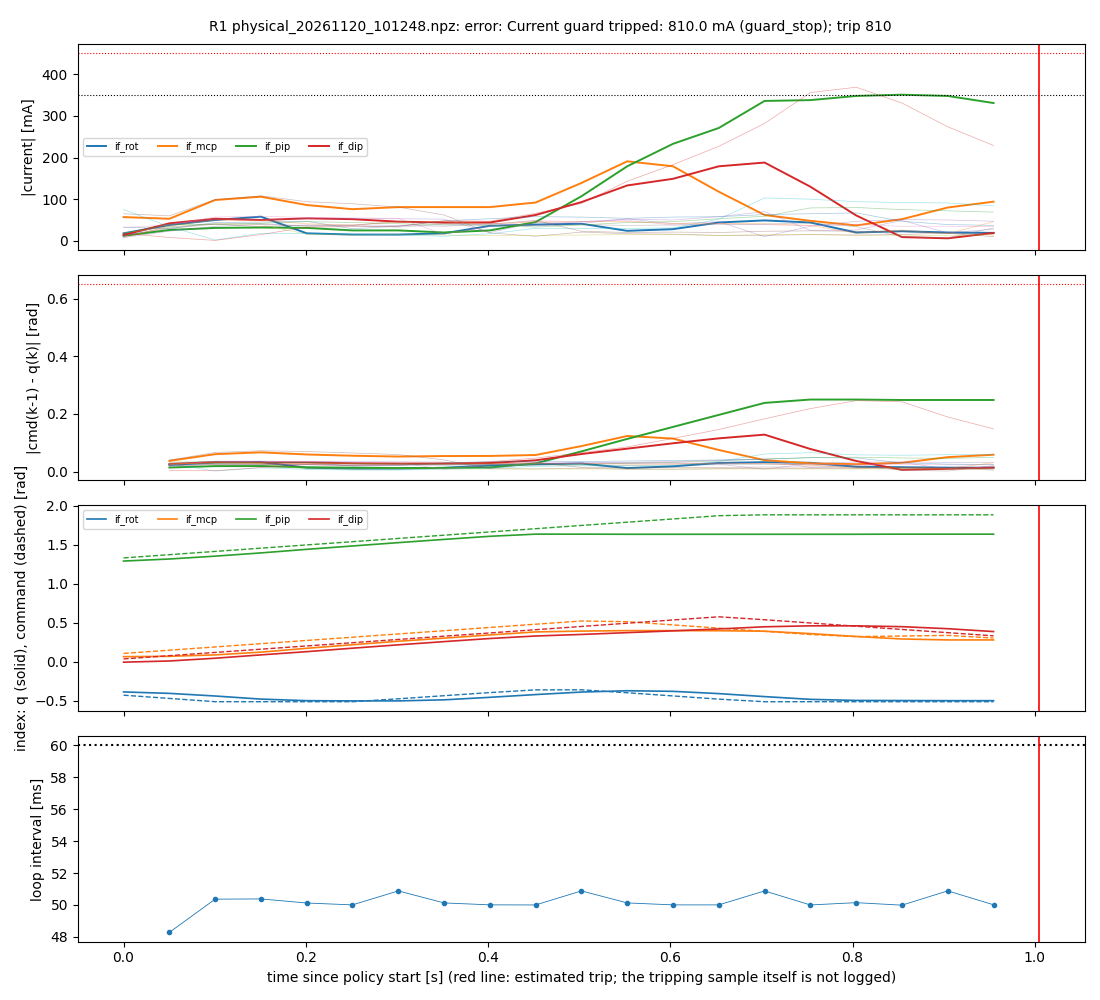 R1 physical_20261120_101248.npz: error: Current guard tripped: 810.0 mA (guard_stop); trip 810
|current| [mA]
400
300
200
100
0
if_rot
if_mcp
if_pip
if_dip
|cmd(k-1) - q(k)| [rad]
0.6
0.4
0.2
0.0
index: q (solid), command (dashed) [rad]
2.0
1.5
1.0
0.5
0.0
−0.5
if_rot
if_mcp
if_pip
if_dip
loop interval [ms]
60
58
56
54
52
50
48
0.0
0.2
0.4
0.6
0.8
1.0
time since policy start [s] (red line: estimated trip; the tripping sample itself is not logged)